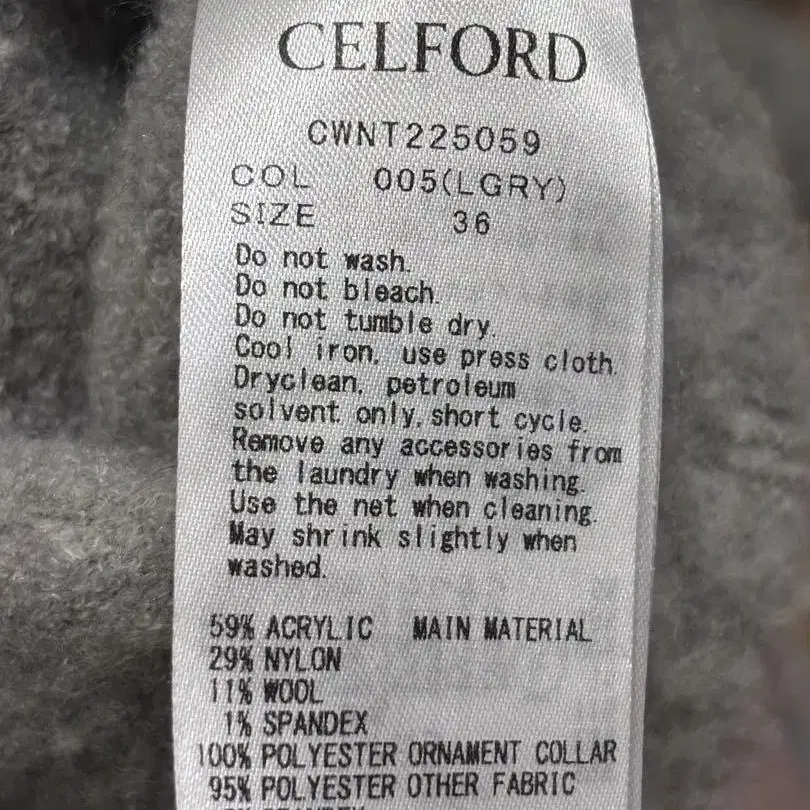 CELFORD
CWNT225059
COL 005(LGRY)
SIZE 36
Do not wash.
Do not bleach.
Do not tumble dry.
Cool iron, use press cloth.
Dryclean, petroleum
solvent only, short cycle.
Remove any accessories from
the laundry when washing.
Use the net when cleaning.
May shrink slightly when
washed.
59% ACRYLIC MAIN MATERIAL
29% NYLON
11% WOOL
1% SPANDEX
100% POLYESTER ORNAMENT COLLAR
95% POLYESTER OTHER FABRIC